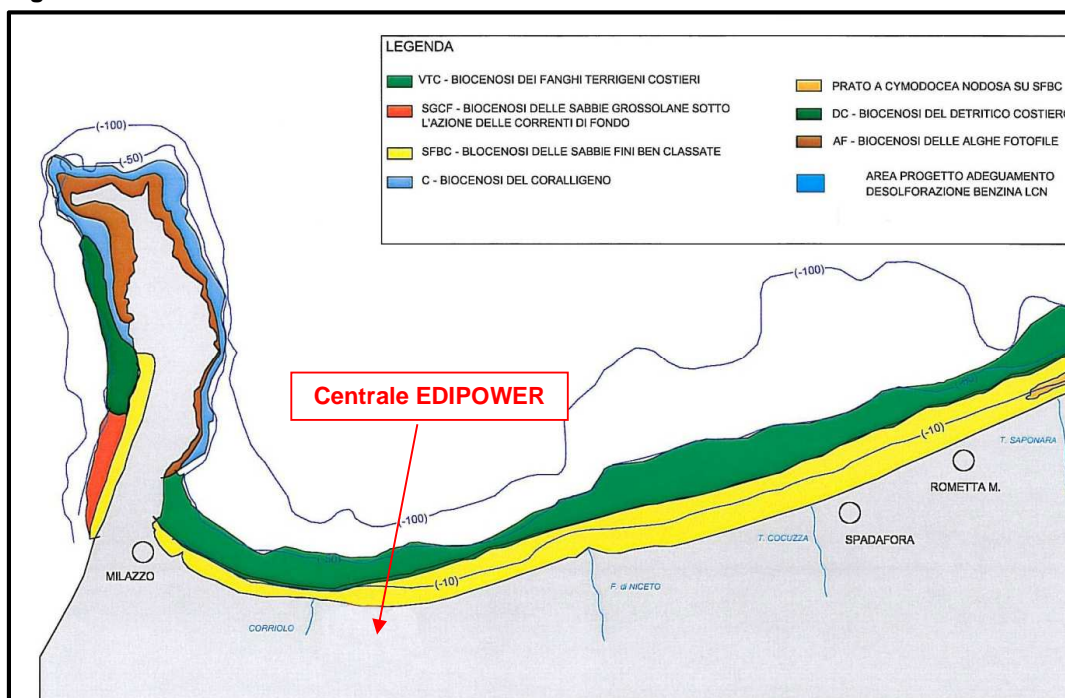 LEGENDA
VTC - BIOCENOSI DEI FANGHI TERRIGENI COSTIERI
SGCF - BIOCENOSI DELLE SABBIE GROSSOLANE SOTTO
L'AZIONE DELLE CORRENTI DI FONDO
SFBC - BLOCENOSI DELLE SABBIE FINI BEN CLASSATE
C - BIOCENOSI DEL CORALLIGENO
PRATO A CYMODOCEA NODOSA SU SFBC
DC - BIOCENOSI DEL DETRITICO COSTIERO
AF - BIOCENOSI DELLE ALGHE FOTOFILE
AREA PROGETTO ADEGUAMENTO
DESOLFORAZIONE BENZINA LCN
(-100)
(-50)
(-100)
Centrale EDIPOWER
(-10)
T. SAPONARA
ROMETTA M.
SPADAFORA
T. COCUZZA
(-100)
(-10)
F. di NICETO
MILAZZO
CORRIOLO